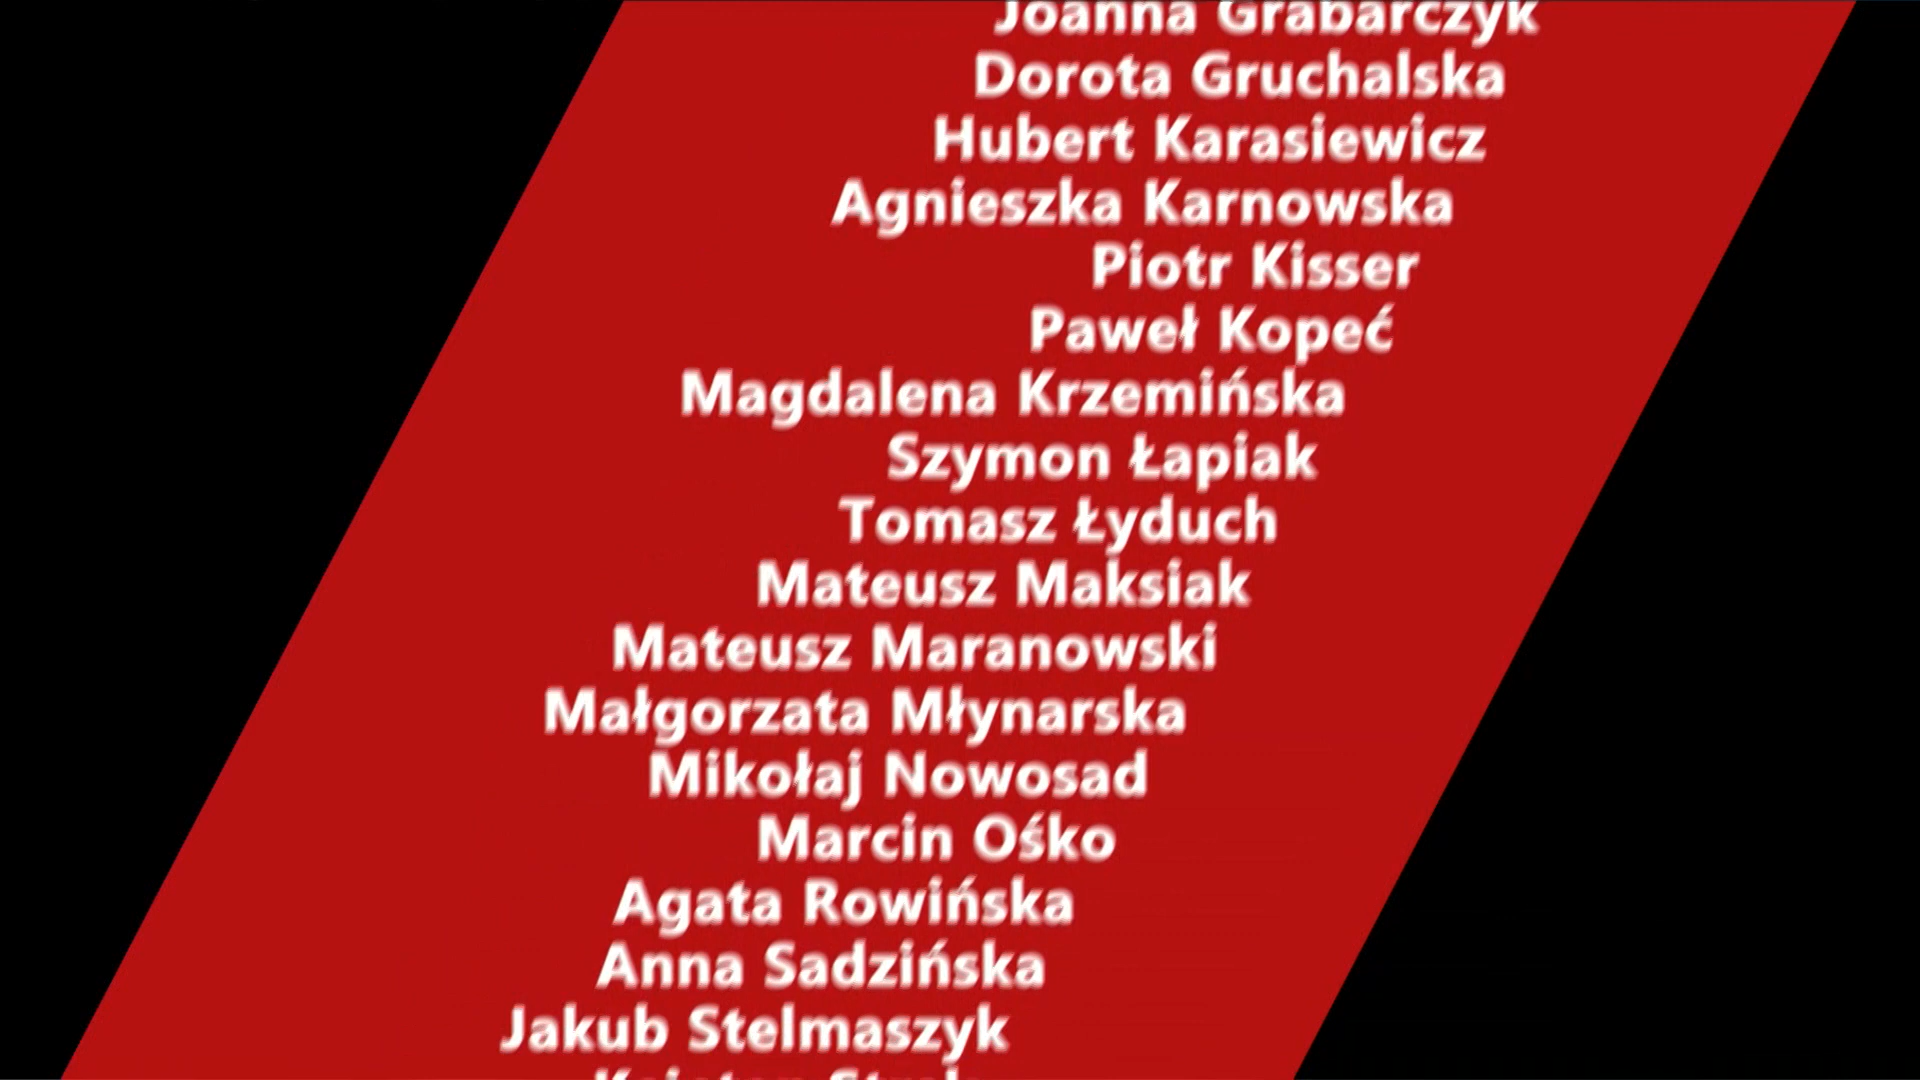 Joanna Grabarczyk
Dorota Gruchalska
Hubert Karasiewicz
Agnieszka Karnowska
Piotr Kisser
Paweł Kopeć
Magdalena Krzemińska
Szymon Łapiak
Tomasz Łyduch
Mateusz Maksiak
Mateusz Maranowski
Małgorzata Młynarska
Mikołaj Nowosad
Marcin Ośko
Agata Rowińska
Anna Sadzińska
Jakub Stelmaszyk